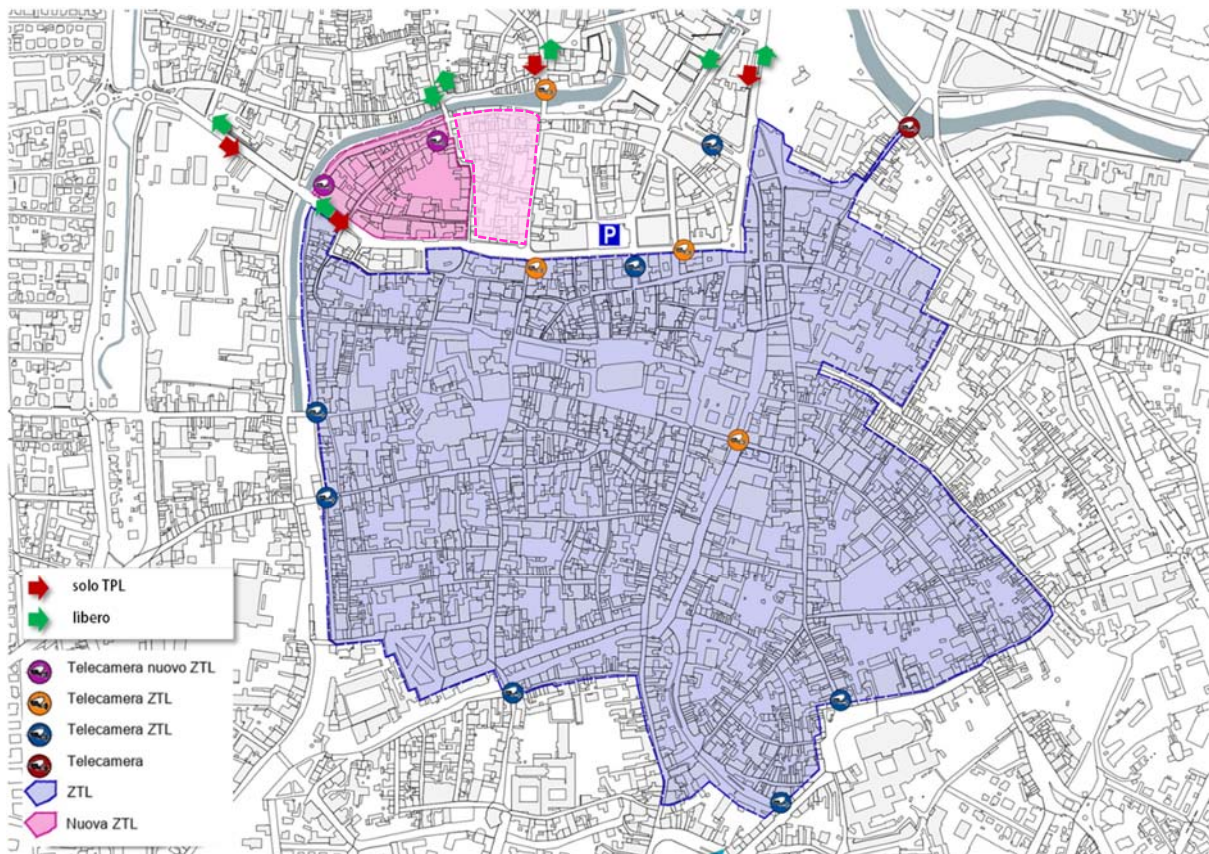 P
solo TPL
libero
Telecamera nuovo ZTL
Telecamera ZTL
Telecamera ZTL
Telecamera
ZTL
Nuova ZTL